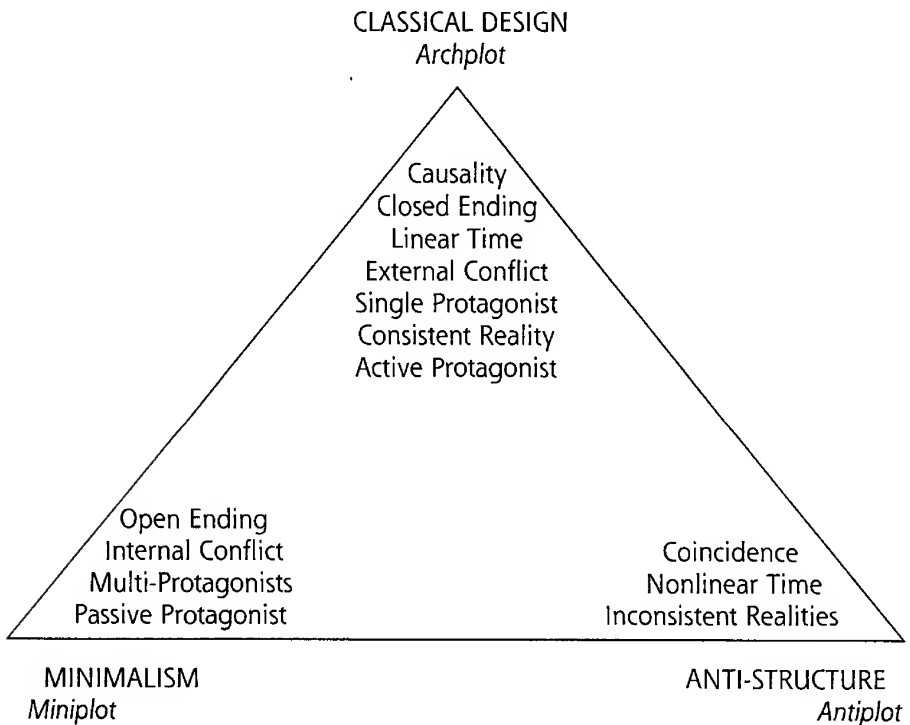 CLASSICAL DESIGN
Archplot
Causality
Closed Ending
Linear Time
External Conflict
Single Protagonist
Consistent Reality
Active Protagonist
Open Ending
Internal Conflict
Multi-Protagonists
Passive Protagonist
Coincidence
Nonlinear Time
Inconsistent Realities
MINIMALISM
Miniplot
ANTI-STRUCTURE
Antiplot